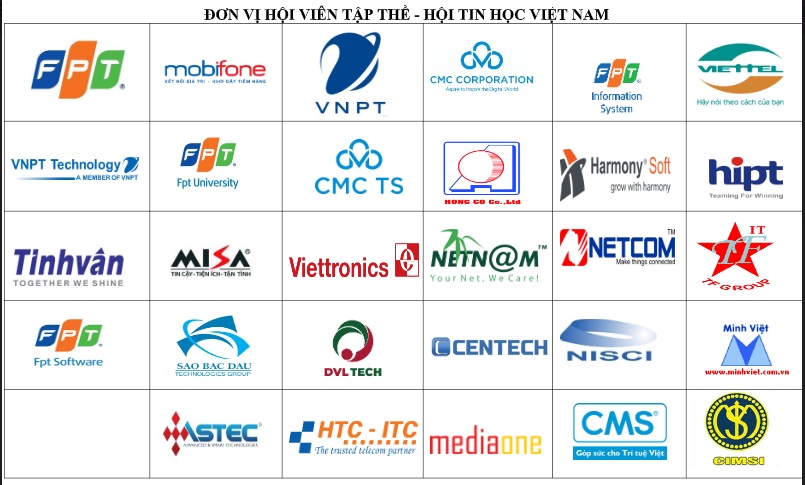 ĐƠN VỊ HỘI VIÊN TẬP THỂ - HỘI TIN HỌC VIỆT NAM
FPT
mobifone
KẾT NỐI GIÁ TRỊ - KHƠI DẬY TIỀM NĂNG
VNPT
CMC CORPORATION
Aspire to Inspire the Digital World
FPT
Information
System
VIETTEL
Hãy nói theo cách của bạn
VNPT Technology
A MEMBER OF VNPT
FPT
Fpt University
CMC TS
HONG CO Co.,Ltd
Harmony Soft
grow with harmony
hipt
Teaming For Winning
Tinhvân
TOGETHER WE SHINE
MISA
TIN CẬY - TIỆN ÍCH - TẬN TÌNH
Viettronics
NETN@M™
Your Net, We Care!
NETCOM™
Make things connected
IT
TF
TF GROUP
FPT
Fpt Software
SAO BAC DAU
TECHNOLOGIES GROUP
DVLTECH
CENTECH
NISCI
Minh Việt
www.minhviet.com.vn
ASTEC
ADVANCED & SMART TECHNOLOGIES
HTC - ITC
The trusted telecom partner
mediaone
CMS
Góp sức cho Trí tuệ Việt
CIMSI